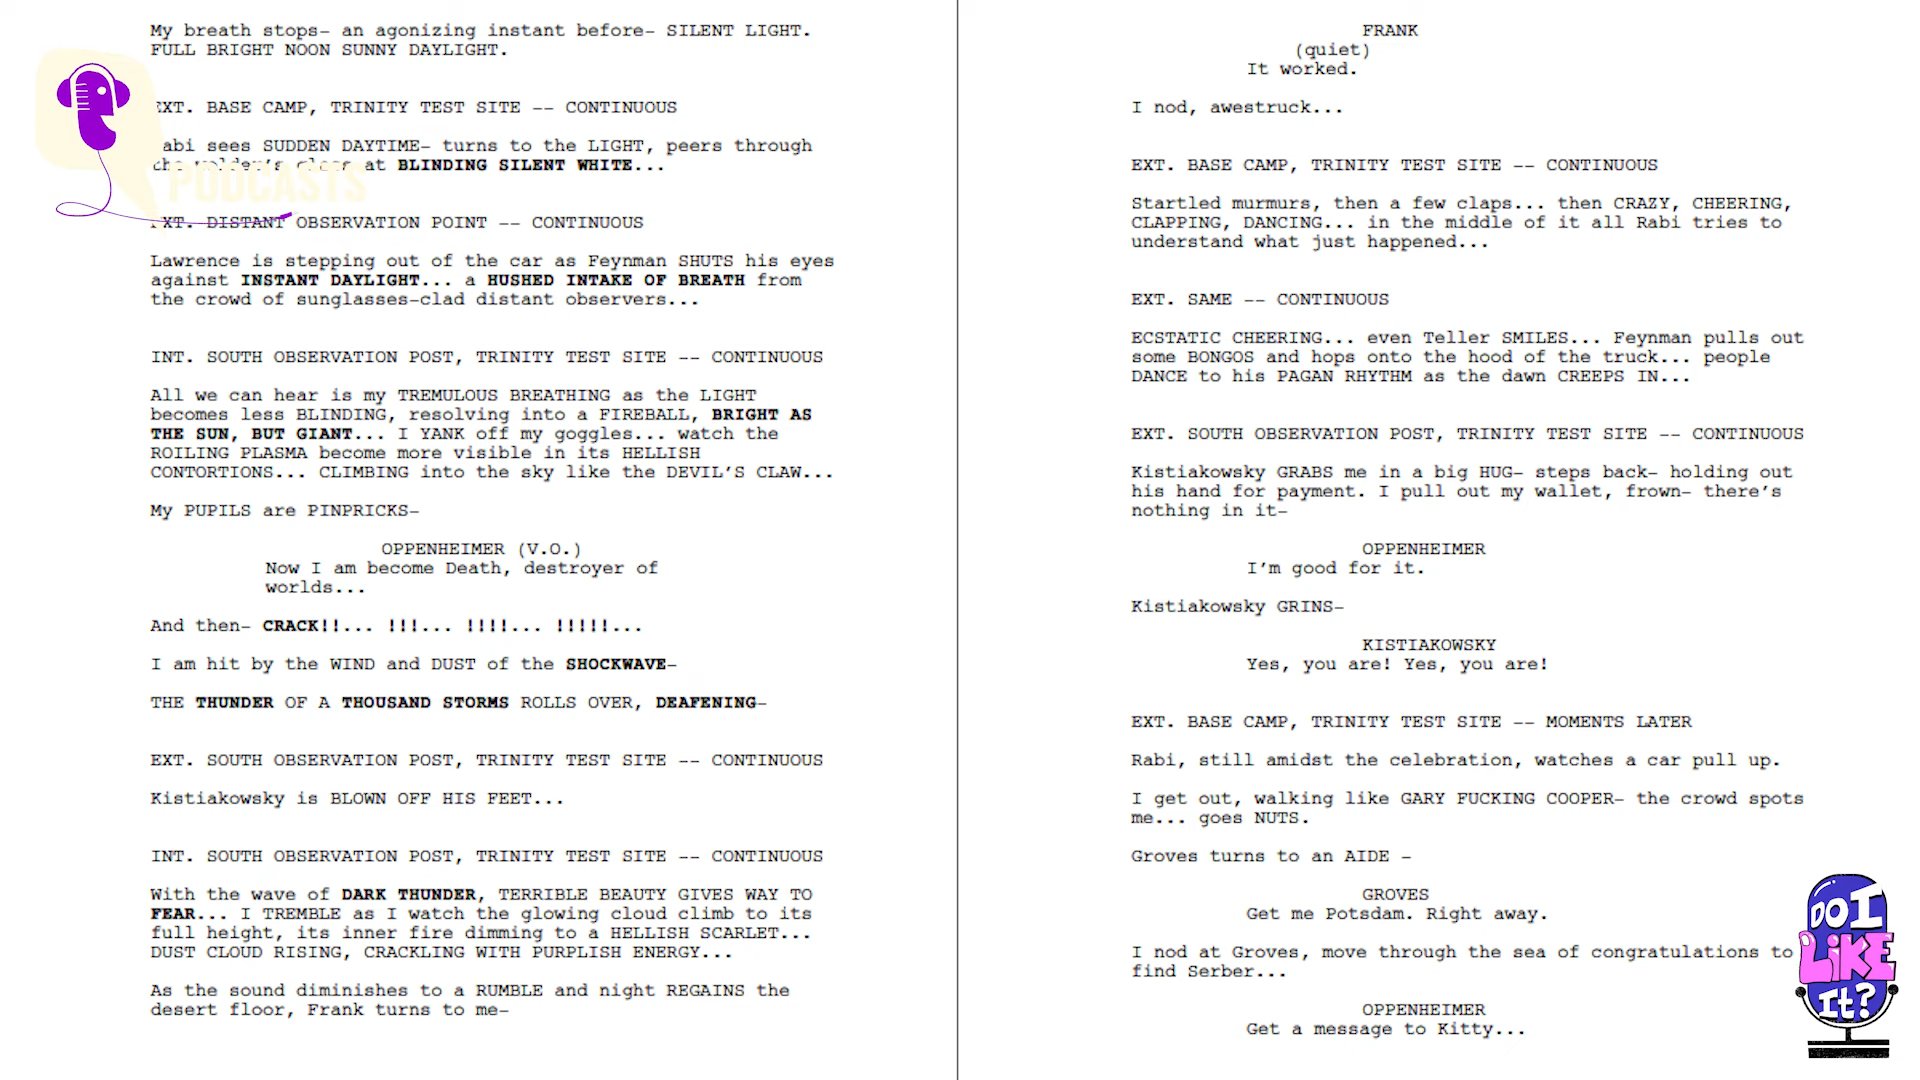 My breath stops- an agonizing instant before- SILENT LIGHT.
FULL BRIGHT NOON SUNNY DAYLIGHT.
EXT. BASE CAMP, TRINITY TEST SITE -- CONTINUOUS
Rabi sees SUDDEN DAYTIME- turns to the LIGHT, peers through
the welder's glass at BLINDING SILENT WHITE...
PODCASTS
EXT. DISTANT OBSERVATION POINT -- CONTINUOUS
Lawrence is stepping out of the car as Feynman SHUTS his eyes
against INSTANT DAYLIGHT... a HUSHED INTAKE OF BREATH from
the crowd of sunglasses-clad distant observers...
INT. SOUTH OBSERVATION POST, TRINITY TEST SITE -- CONTINUOUS
All we can hear is my TREMULOUS BREATHING as the LIGHT
becomes less BLINDING, resolving into a FIREBALL, BRIGHT AS
THE SUN, BUT GIANT... I YANK off my goggles... watch the
ROILING PLASMA become more visible in its HELLISH
CONTORTIONS... CLIMBING into the sky like the DEVIL'S CLAW...
My PUPILS are PINPRICKS-
OPPENHEIMER (V.O.)
Now I am become Death, destroyer of
worlds...
And then- CRACK!!... !!!... !!!!... !!!!!...
I am hit by the WIND and DUST of the SHOCKWAVE-
THE THUNDER OF A THOUSAND STORMS ROLLS OVER, DEAFENING-
EXT. SOUTH OBSERVATION POST, TRINITY TEST SITE -- CONTINUOUS
Kistiakowsky is BLOWN OFF HIS FEET...
INT. SOUTH OBSERVATION POST, TRINITY TEST SITE -- CONTINUOUS
With the wave of DARK THUNDER, TERRIBLE BEAUTY GIVES WAY TO
FEAR... I TREMBLE as I watch the glowing cloud climb to its
full height, its inner fire dimming to a HELLISH SCARLET...
DUST CLOUD RISING, CRACKLING WITH PURPLISH ENERGY...
As the sound diminishes to a RUMBLE and night REGAINS the
desert floor, Frank turns to me-
FRANK
(quiet)
It worked.
I nod, awestruck...
EXT. BASE CAMP, TRINITY TEST SITE -- CONTINUOUS
Startled murmurs, then a few claps... then CRAZY, CHEERING,
CLAPPING, DANCING... in the middle of it all Rabi tries to
understand what just happened...
EXT. SAME -- CONTINUOUS
ECSTATIC CHEERING... even Teller SMILES... Feynman pulls out
some BONGOS and hops onto the hood of the truck... people
DANCE to his PAGAN RHYTHM as the dawn CREEPS IN...
EXT. SOUTH OBSERVATION POST, TRINITY TEST SITE -- CONTINUOUS
Kistiakowsky GRABS me in a big HUG- steps back- holding out
his hand for payment. I pull out my wallet, frown- there's
nothing in it-
OPPENHEIMER
I'm good for it.
Kistiakowsky GRINS-
KISTIAKOWSKY
Yes, you are! Yes, you are!
EXT. BASE CAMP, TRINITY TEST SITE -- MOMENTS LATER
Rabi, still amidst the celebration, watches a car pull up.
I get out, walking like GARY FUCKING COOPER- the crowd spots
me... goes NUTS.
Groves turns to an AIDE -
GROVES
Get me Potsdam. Right away.
I nod at Groves, move through the sea of congratulations to
find Serber...
OPPENHEIMER
Get a message to Kitty...
DO I
LiKE
It?